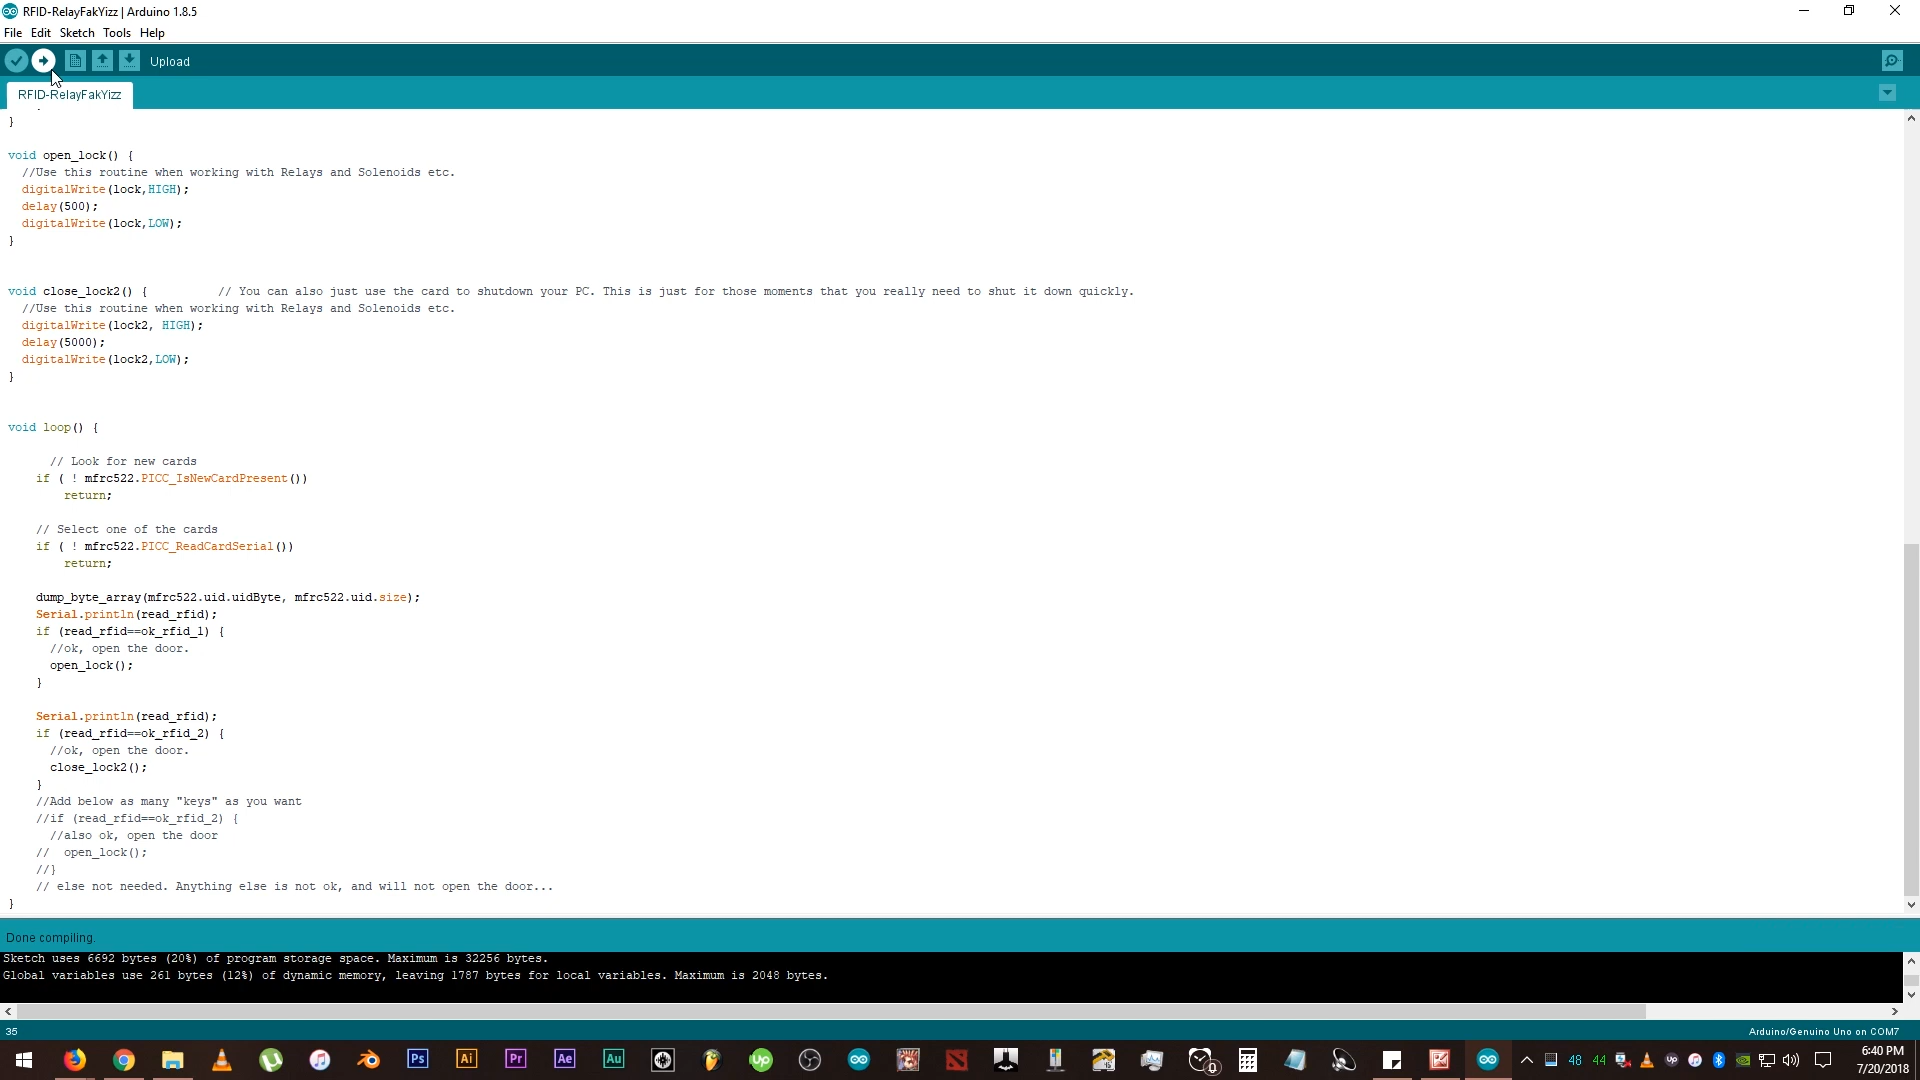 RFID-RelayFakYizz | Arduino 1.8.5
File Edit Sketch Tools Help
Upload
RFID-RelayFakYizz
}
void open_lock() {
//Use this routine when working with Relays and Solenoids etc.
digitalWrite(lock,HIGH);
delay(500);
digitalWrite(lock,LOW);
}
void close_lock2() { // You can also just use the card to shutdown your PC. This is just for those moments that you really need to shut it down quickly.
//Use this routine when working with Relays and Solenoids etc.
digitalWrite(lock2, HIGH);
delay(5000);
digitalWrite(lock2,LOW);
}
void loop() {
// Look for new cards
if ( ! mfrc522.PICC_IsNewCardPresent())
return;
// Select one of the cards
if ( ! mfrc522.PICC_ReadCardSerial())
return;
dump_byte_array(mfrc522.uid.uidByte, mfrc522.uid.size);
Serial.println(read_rfid);
if (read_rfid==ok_rfid_1) {
//ok, open the door.
open_lock();
}
Serial.println(read_rfid);
if (read_rfid==ok_rfid_2) {
//ok, open the door.
close_lock2();
}
//Add below as many "keys" as you want
//if (read_rfid==ok_rfid_2) {
//also ok, open the door
// open_lock();
//}
// else not needed. Anything else is not ok, and will not open the door...
}
Done compiling.
Sketch uses 6692 bytes (20%) of program storage space. Maximum is 32256 bytes.
Global variables use 261 bytes (12%) of dynamic memory, leaving 1787 bytes for local variables. Maximum is 2048 bytes.
35
Arduino/Genuino Uno on COM7
Ps Ai Pr Ae Au Up 48 44 up
6:40 PM
7/20/2018